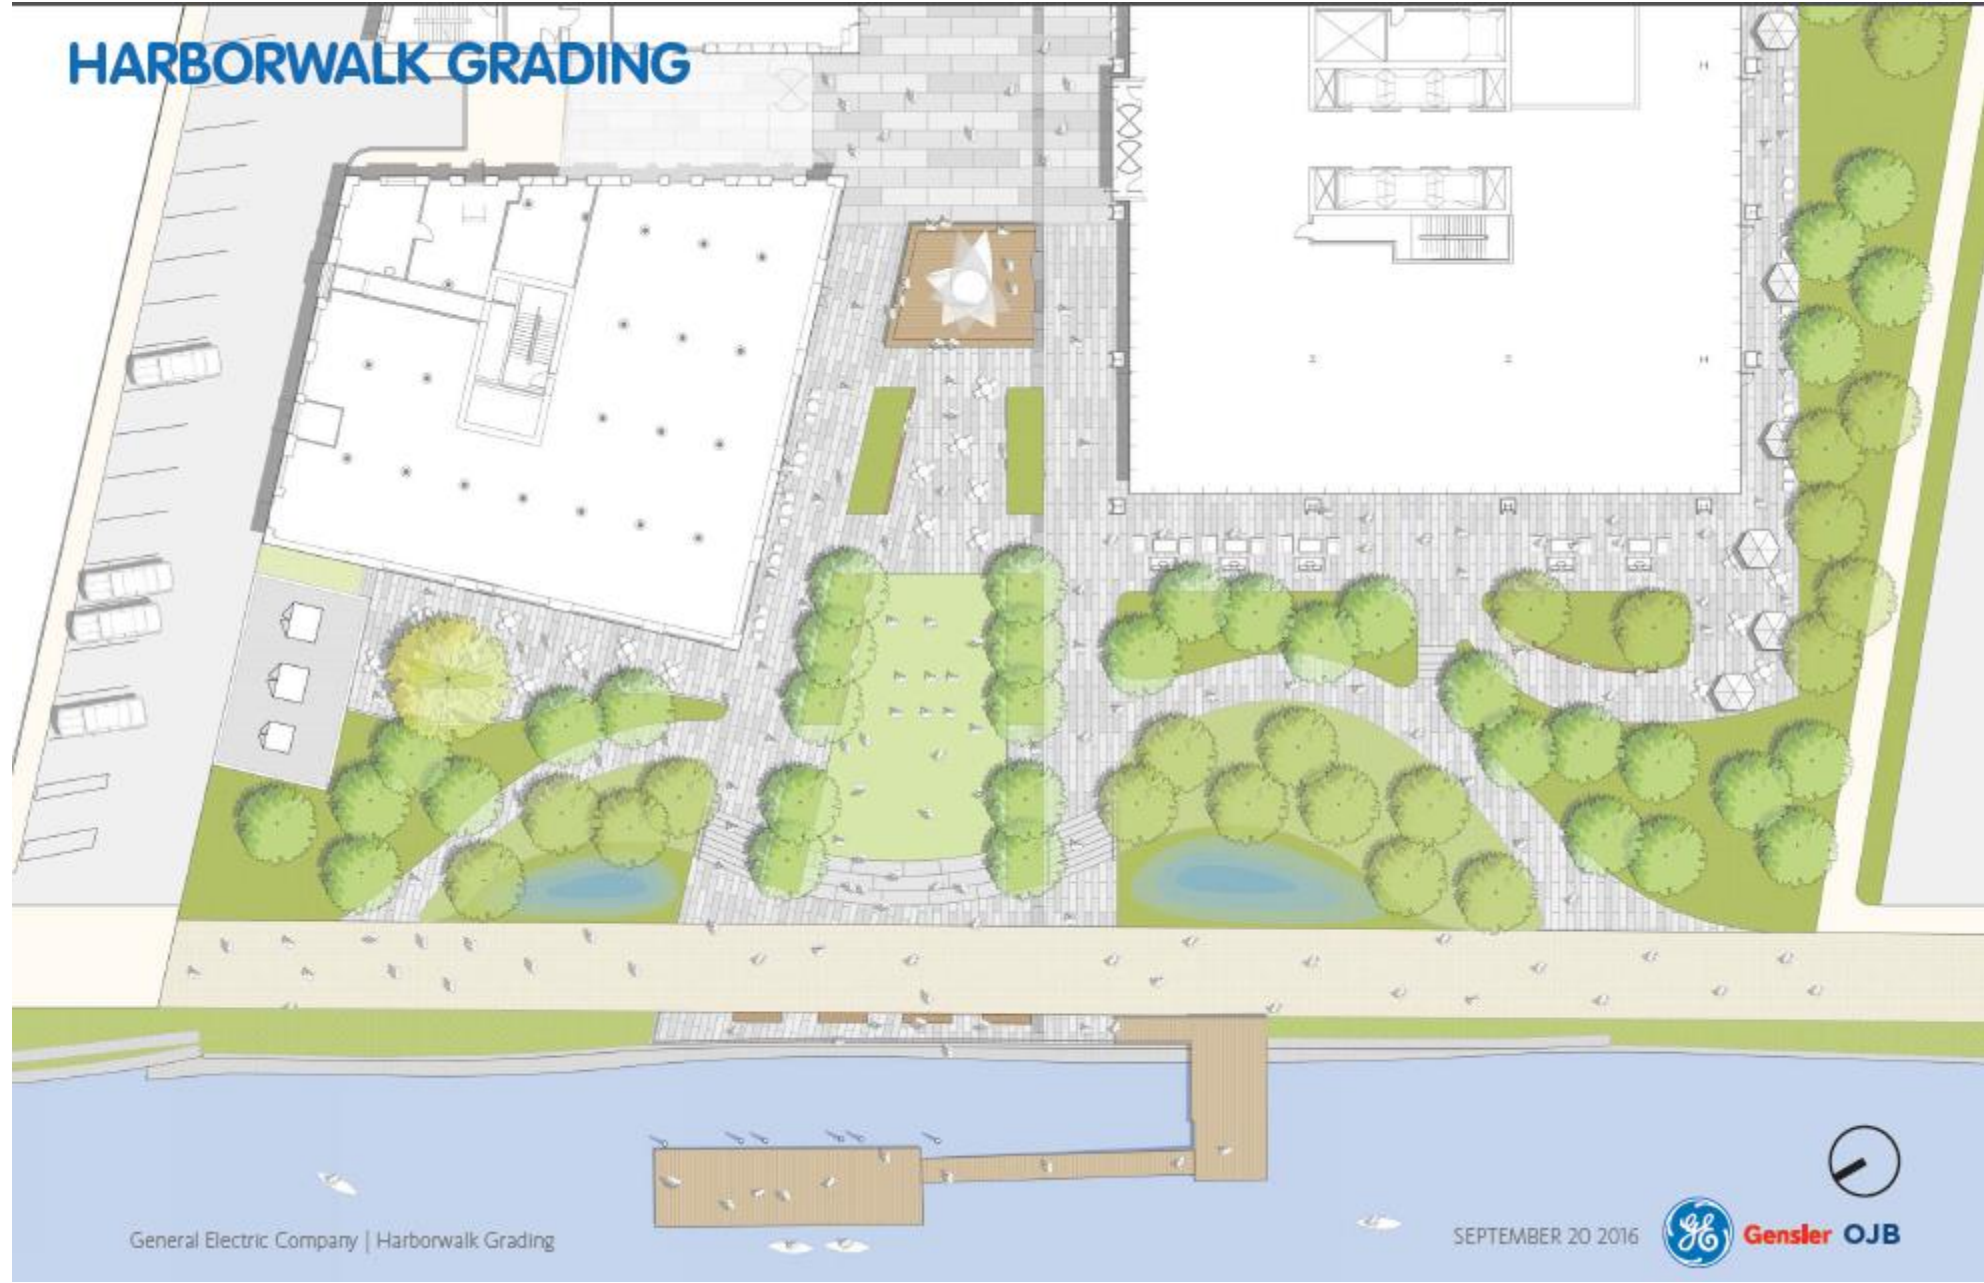 HARBORWALK GRADING
General Electric Company | Harborwalk Grading
SEPTEMBER 20 2016
GE
Gensler OJB